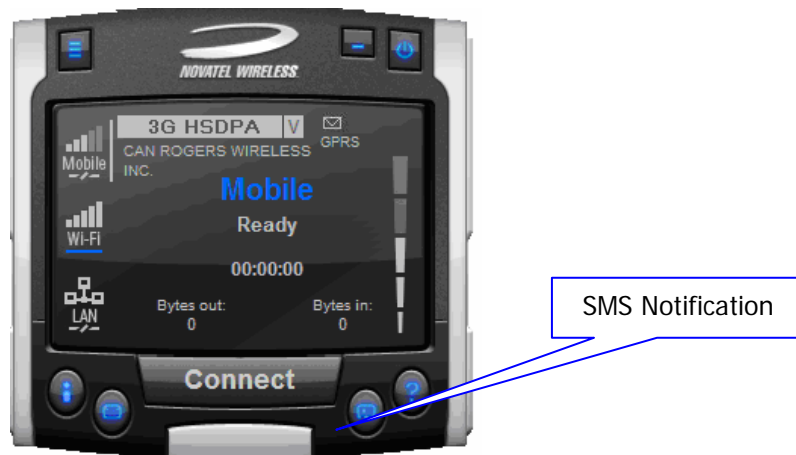 NOVATEL WIRELESS
3G HSDPA V
GPRS
CAN ROGERS WIRELESS
INC.
Mobile
Mobile
Ready
Wi-Fi
00:00:00
LAN
Bytes out:
0
Bytes in:
0
Connect
?
SMS Notification